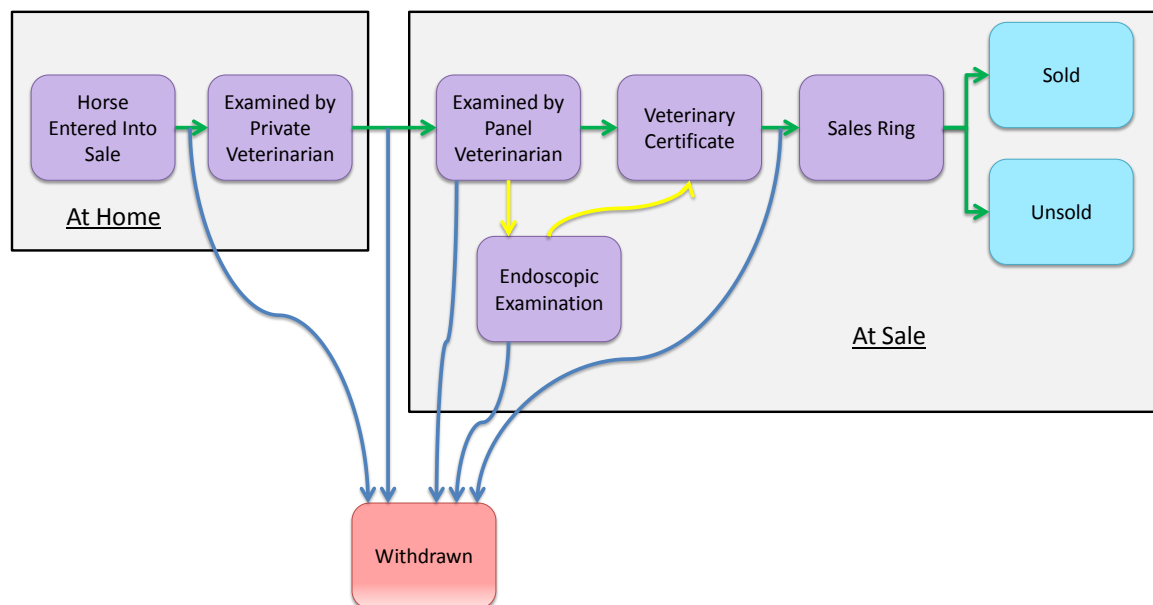 Horse
Entered Into
Sale
Examined by
Private
Veterinarian
At Home
Examined by
Panel
Veterinarian
Veterinary
Certificate
Sales Ring
Sold
Unsold
Endoscopic
Examination
At Sale
Withdrawn